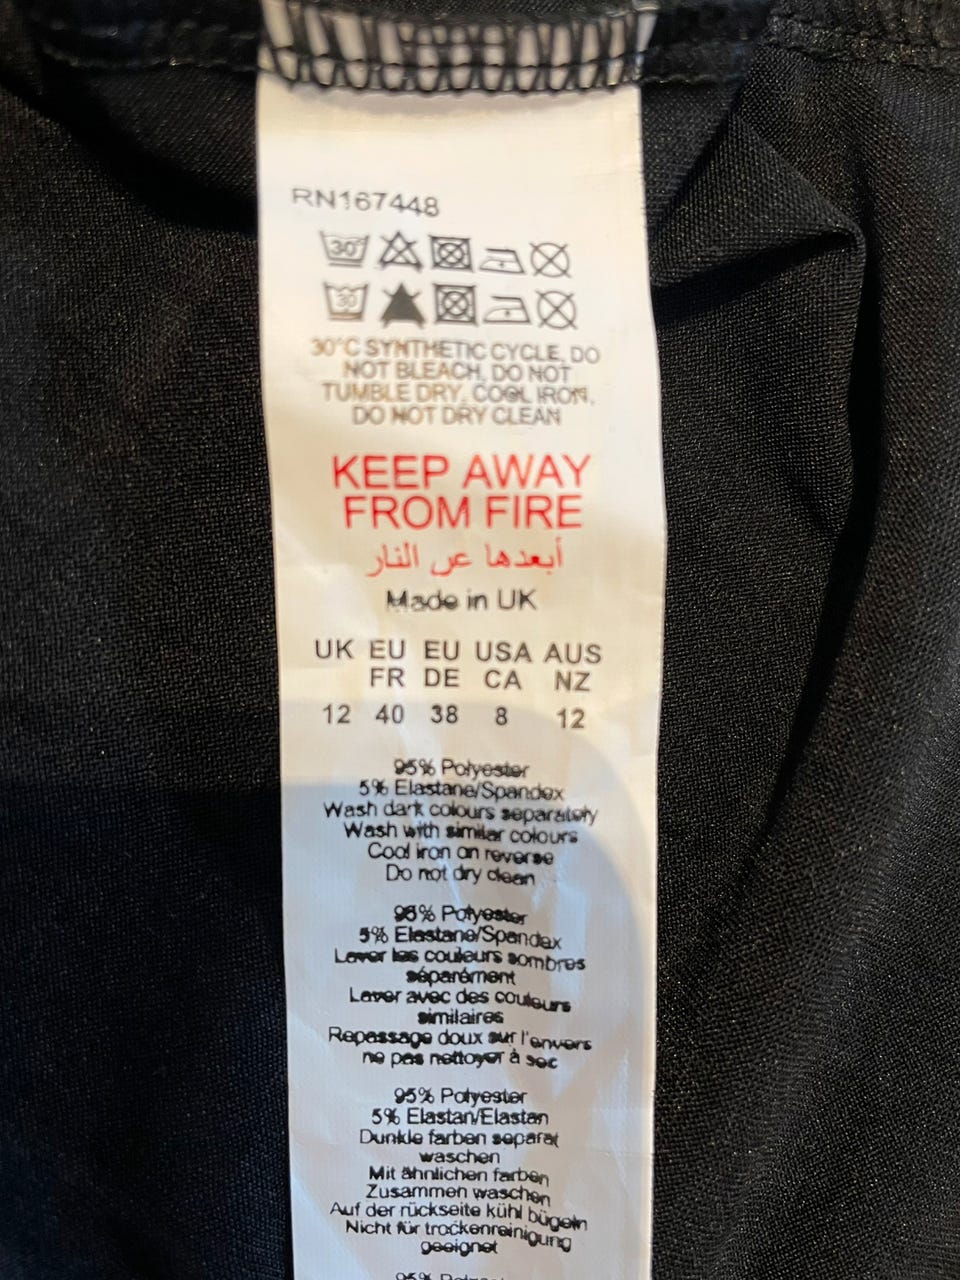 RN167448
30°
30
30°C SYNTHETIC CYCLE, DO
NOT BLEACH, DO NOT
TUMBLE DRY, COOL IRON,
DO NOT DRY CLEAN
KEEP AWAY
FROM FIRE
أبعدها عن النار
Made in UK
UK EU EU USA AUS
FR DE CA NZ
12 40 38 8 12
95% Polyester
5% Elastane/Spandex
Wash dark colours separately
Wash with similar colours
Cool iron on reverse
Do not dry clean
95% Polyester
5% Elastane/Spandex
Laver les couleurs sombres
séparément
Laver avec des couleurs
similaires
Repassage doux sur l'envers
ne pas nettoyer à sec
95% Polyester
5% Elastan/Elastan
Dunkle farben separat
waschen
Mit ähnlichen farben
Zusammen waschen
Auf der rückseite kühl bügeln
Nicht für trockenreinigung
geeignet